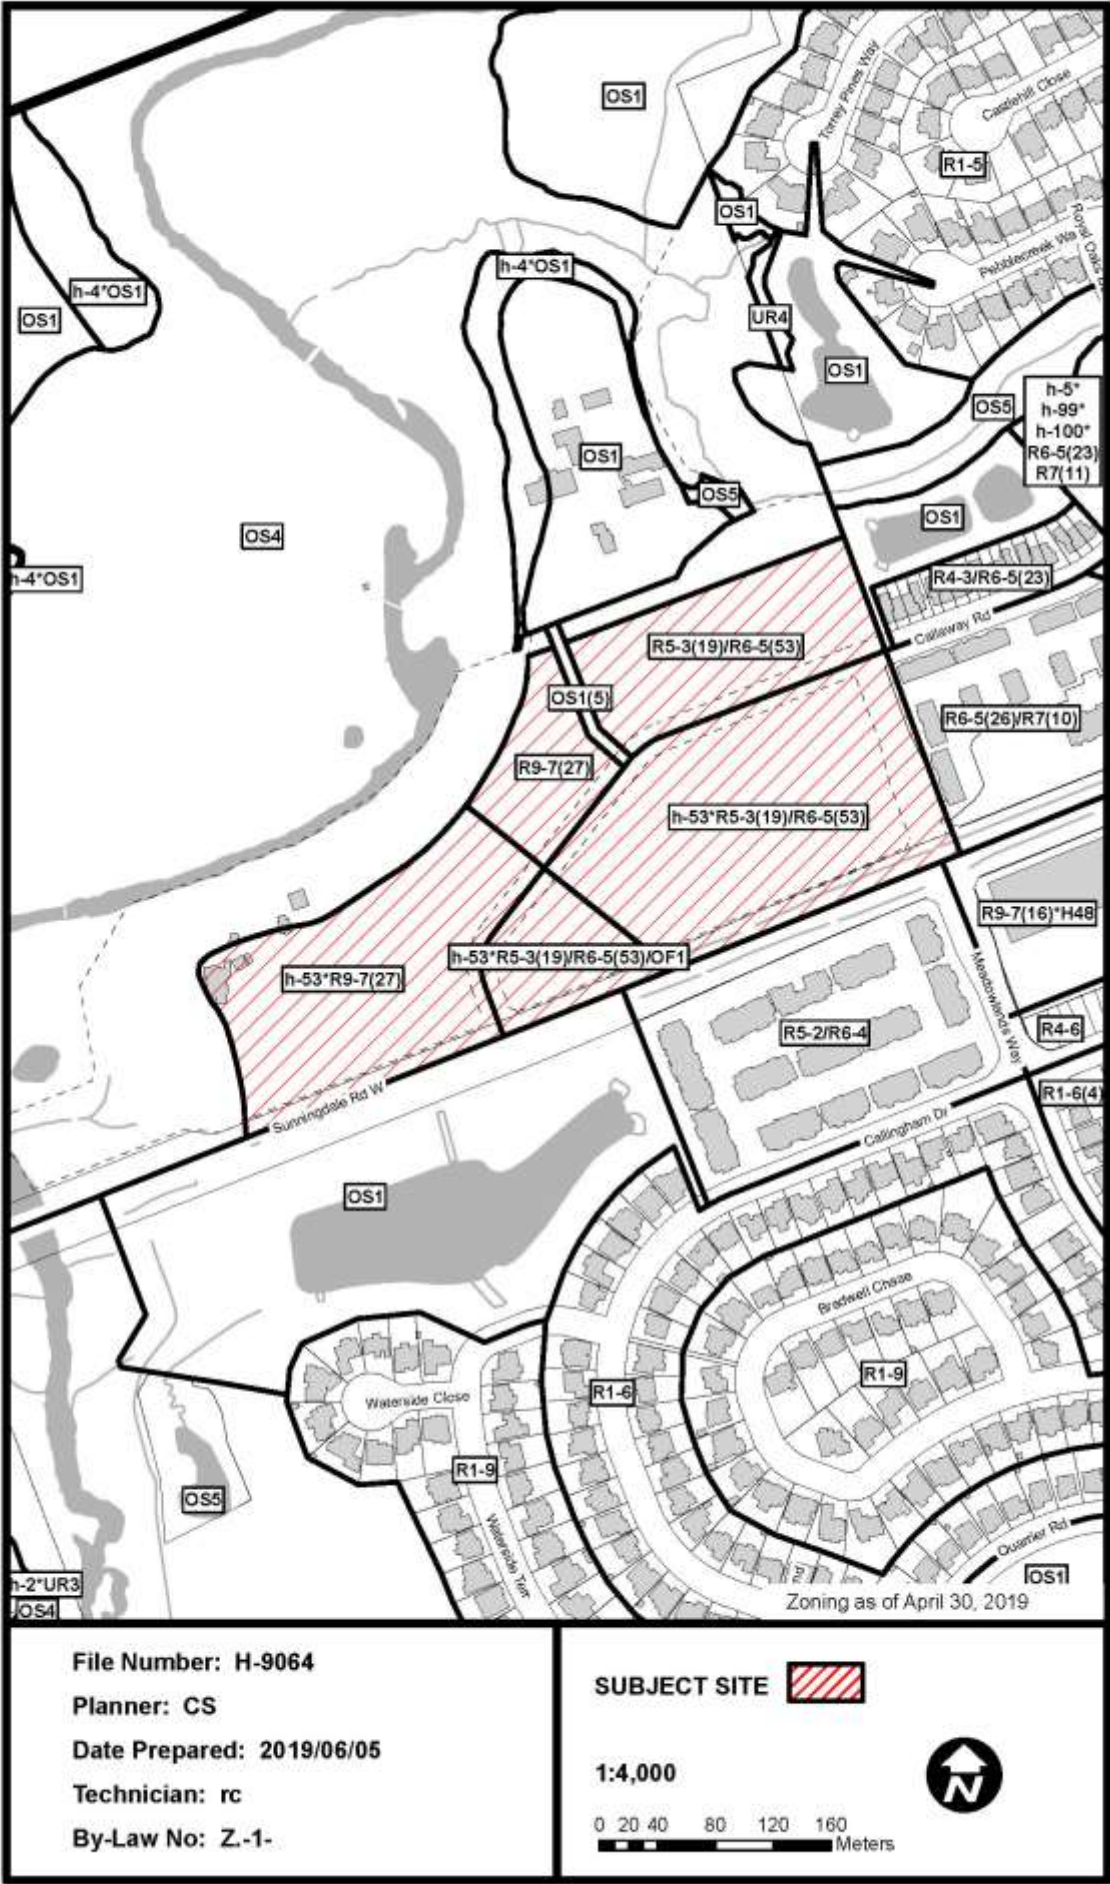 OS1
Torrey Pines Way
Castlehill Close
R1-5
OS1
Royal Oaks
Pebblecreek Wa
h-4*OS1
h-4*OS1
OS1
UR4
OS1
OS5
h-5*
h-99*
h-100*
R6-5(23)
R7(11)
OS1
OS5
OS1
OS4
h-4*OS1
R4-3/R6-5(23)
Callaway Rd
R5-3(19)/R6-5(53)
OS1(5)
R6-5(26)/R7(10)
R9-7(27)
h-53*R5-3(19)/R6-5(53)
R9-7(16)*H48
h-53*R5-3(19)/R6-5(53)/OF1
h-53*R9-7(27)
Meadowlands Way
R5-2/R6-4
R4-6
Sunningdale Rd W
R1-6(4)
Callingham Dr
OS1
Bradwell Chase
R1-9
R1-6
Waterside Close
R1-9
OS5
Waterside Terr
Quarrier Rd
OS1
h-2*UR3
OS4
nd
Zoning as of April 30, 2019
File Number: H-9064
Planner: CS
Date Prepared: 2019/06/05
Technician: rc
By-Law No: Z.-1-
SUBJECT SITE
1:4,000
N
0 20 40 80 120 160
Meters